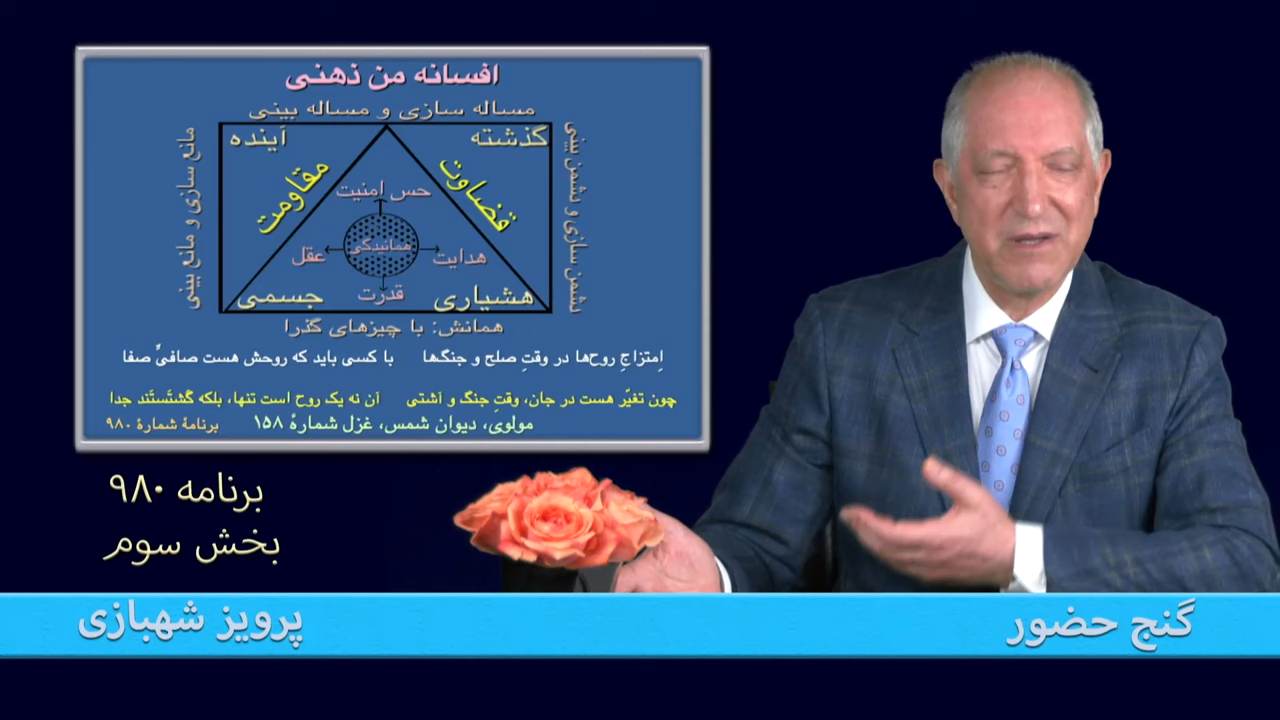 افسانه من ذهنی
مساله سازی و مساله بینی
گذشته
آینده
قضاوت
مقاومت
مانع سازی و مانع بینی
دشمن سازی و دشمن بینی
حس امنیت
همانیدگی
هدایت
عقل
قدرت
هشیاری
جسمی
همانش: با چیزهای گذرا
اِمتزاجِ روح‌ها در وقتِ صلح و جنگ‌ها با کسی باید که روحش هست صافیِّ صفا
چون تغیّر هست در جان، وقتِ جنگ و آشتی آن نه یک روح است تنها، بلکه گشتَستَند جدا
مولوی، دیوان شمس، غزل شمارهٔ ۱۵۸
برنامهٔ شمارهٔ ۹۸۰
برنامه ۹۸۰
بخش سوم
گنج حضور
پرویز شهبازی